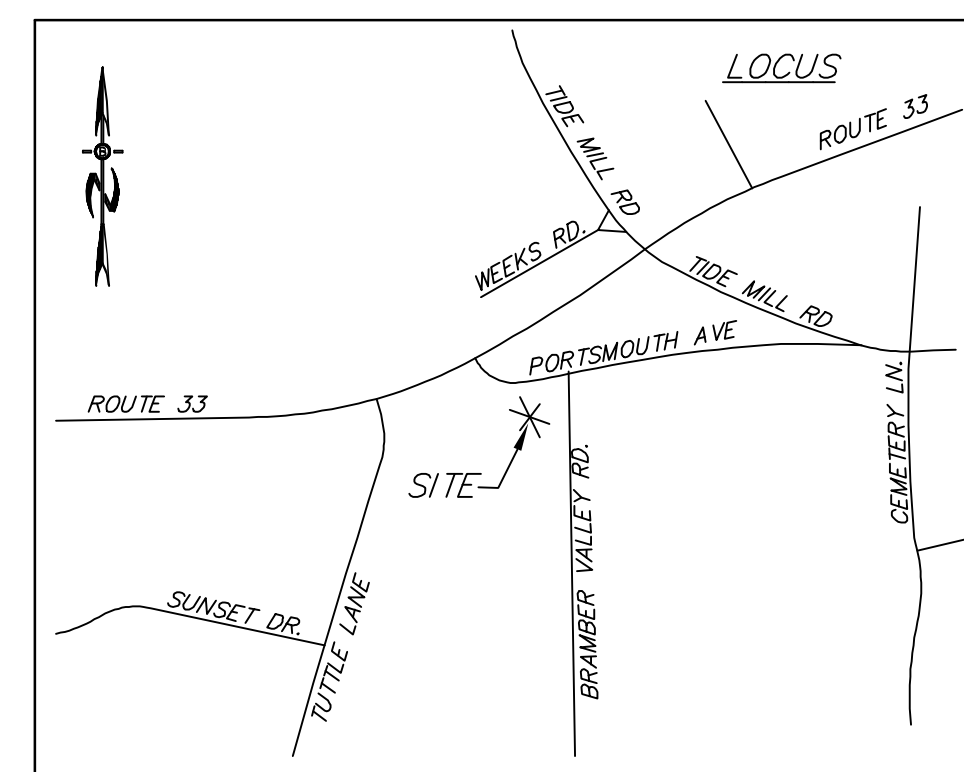 LOCUS
TIDE MILL RD
ROUTE 33
WEEKS RD.
TIDE MILL RD
PORTSMOUTH AVE
ROUTE 33
CEMETERY LN.
SITE
BRAMBER VALLEY RD.
SUNSET DR.
TUTTLE LANE
B
N